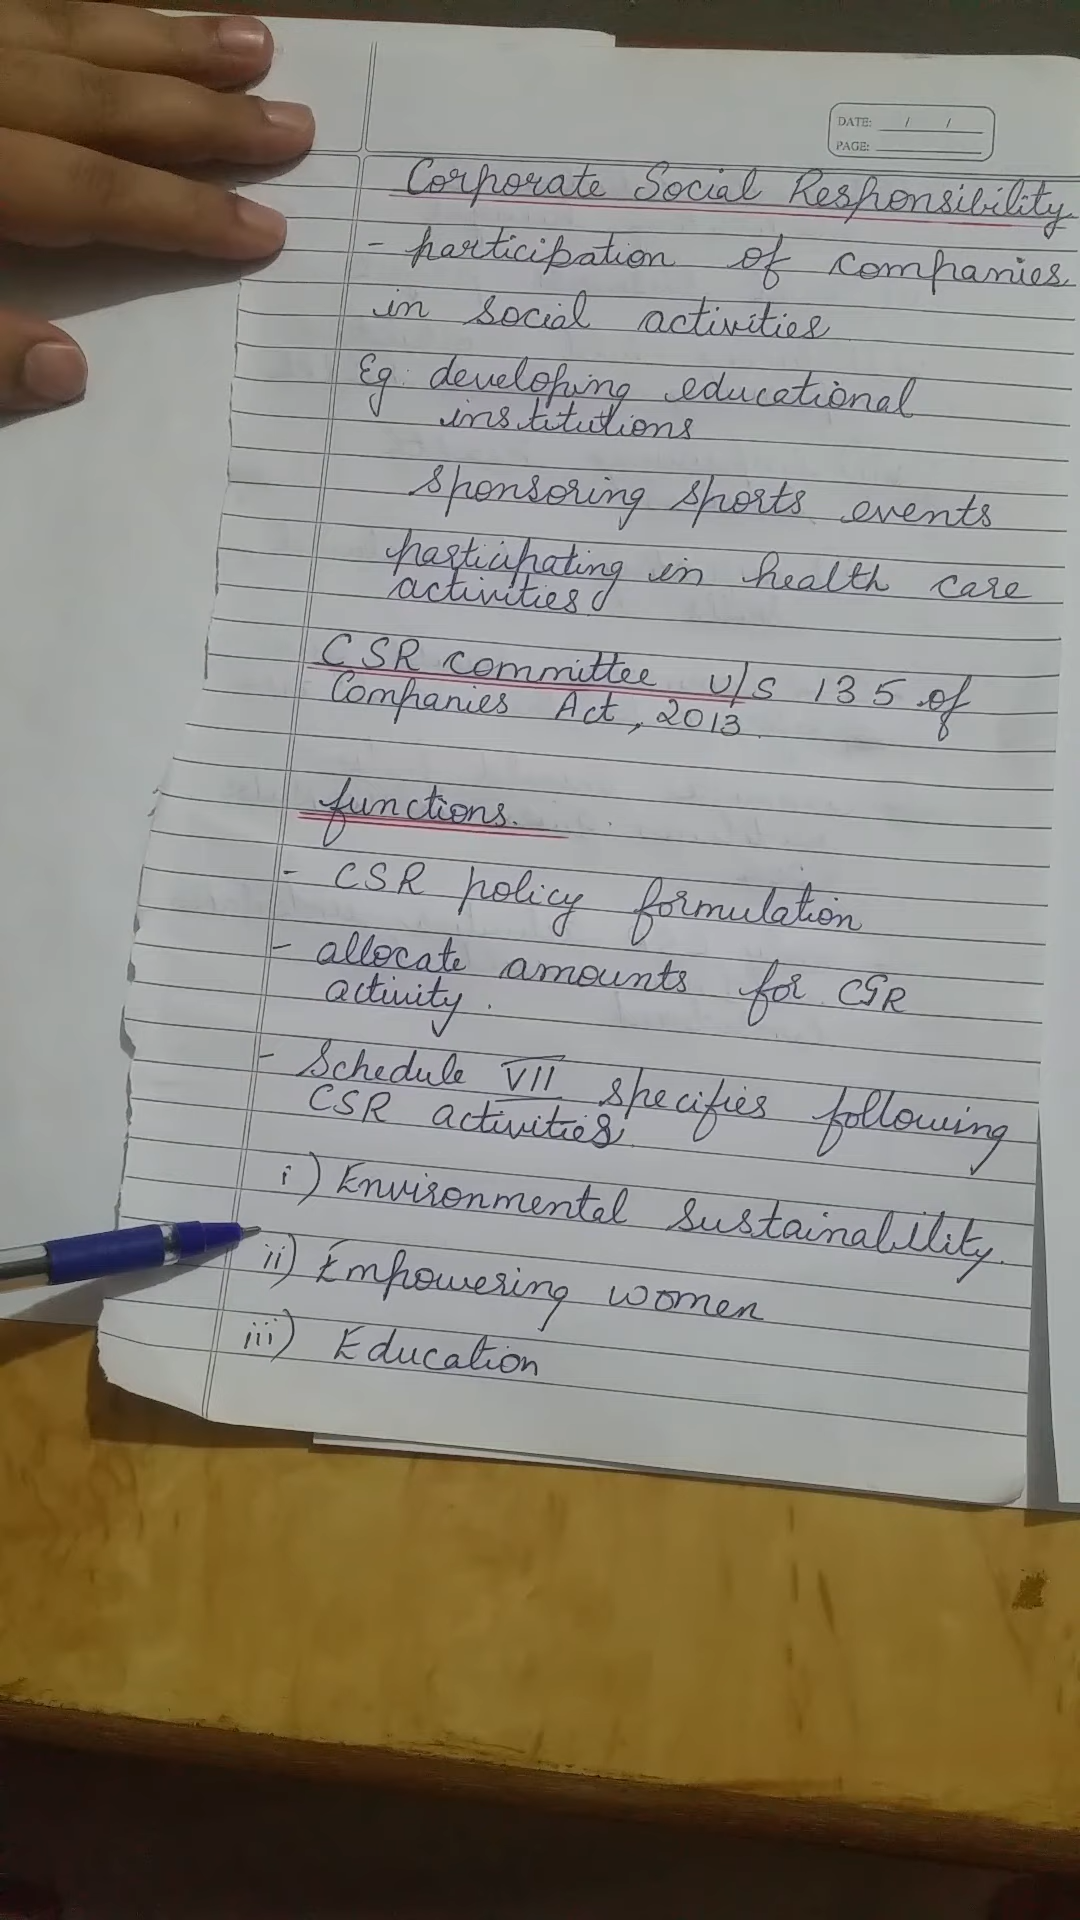 DATE: / /
PAGE:
Corporate Social Responsibility
- participation of companies
in social activities
Eg: developing educational
institutions
sponsoring sports events
participating in health care
activities
CSR committee u/s 135 of
Companies Act, 2013.
functions.
- CSR policy formulation
- allocate amounts for CSR
activity.
- Schedule VII specifies following
CSR activities
i) Environmental Sustainability.
ii) Empowering women
iii) Education